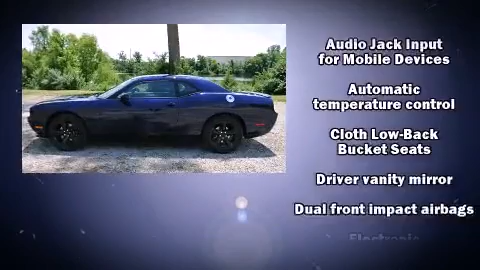 Audio Jack Input
for Mobile Devices
Automatic
temperature control
Cloth Low-Back
Bucket Seats
Driver vanity mirror
Dual front impact airbags
Electronic